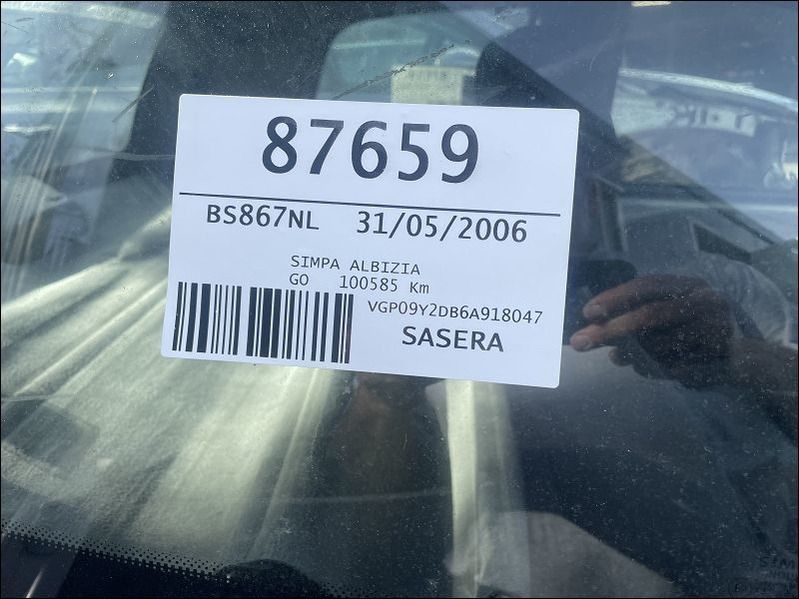 87659
BS867NL 31/05/2006
SIMPA ALBIZIA
GO 100585 Km
VGP09Y2DB6A918047
SASERA